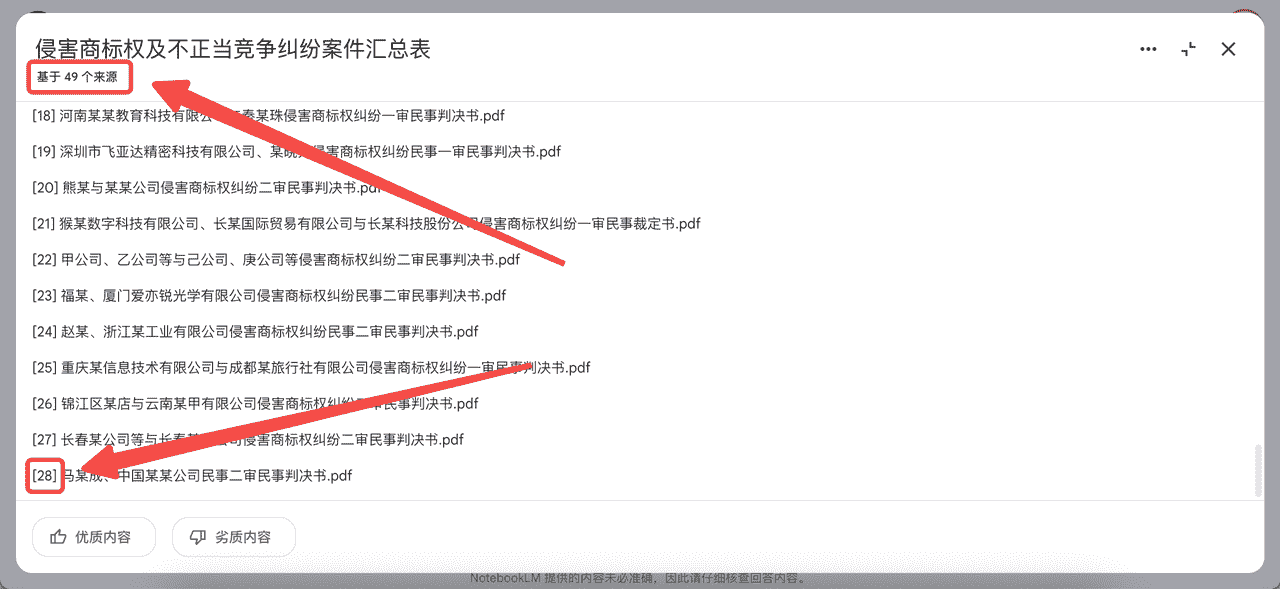 侵害商标权及不正当竞争纠纷案件汇总表
基于 49 个来源
[18] 河南某某教育科技有限公 秦某珠侵害商标权纠纷一审民事判决书.pdf
[19] 深圳市飞亚达精密科技有限公司、某晓 侵害商标权纠纷民事一审民事判决书.pdf
[20] 熊某与某某公司侵害商标权纠纷二审民事判决书.pdf
[21] 猴某数字科技有限公司、长某国际贸易有限公司与长某科技股份公司侵害商标权纠纷一审民事裁定书.pdf
[22] 甲公司、乙公司等与己公司、庚公司等侵害商标权纠纷二审民事判决书.pdf
[23] 福某、厦门爱亦锐光学有限公司侵害商标权纠纷民事二审民事判决书.pdf
[24] 赵某、浙江某工业有限公司侵害商标权纠纷民事二审民事判决书.pdf
[25] 重庆某信息技术有限公司与成都某旅行社有限公司侵害商标权纠纷一审民事判决书.pdf
[26] 锦江区某店与云南某甲有限公司侵害商标权纠纷 审民事判决书.pdf
[27] 长春某公司等与长春 公司侵害商标权纠纷二审民事判决书.pdf
[28] 马某成、中国某某公司民事二审民事判决书.pdf
优质内容 劣质内容
NotebookLM 提供的内容未必准确，因此请仔细核查回答内容。